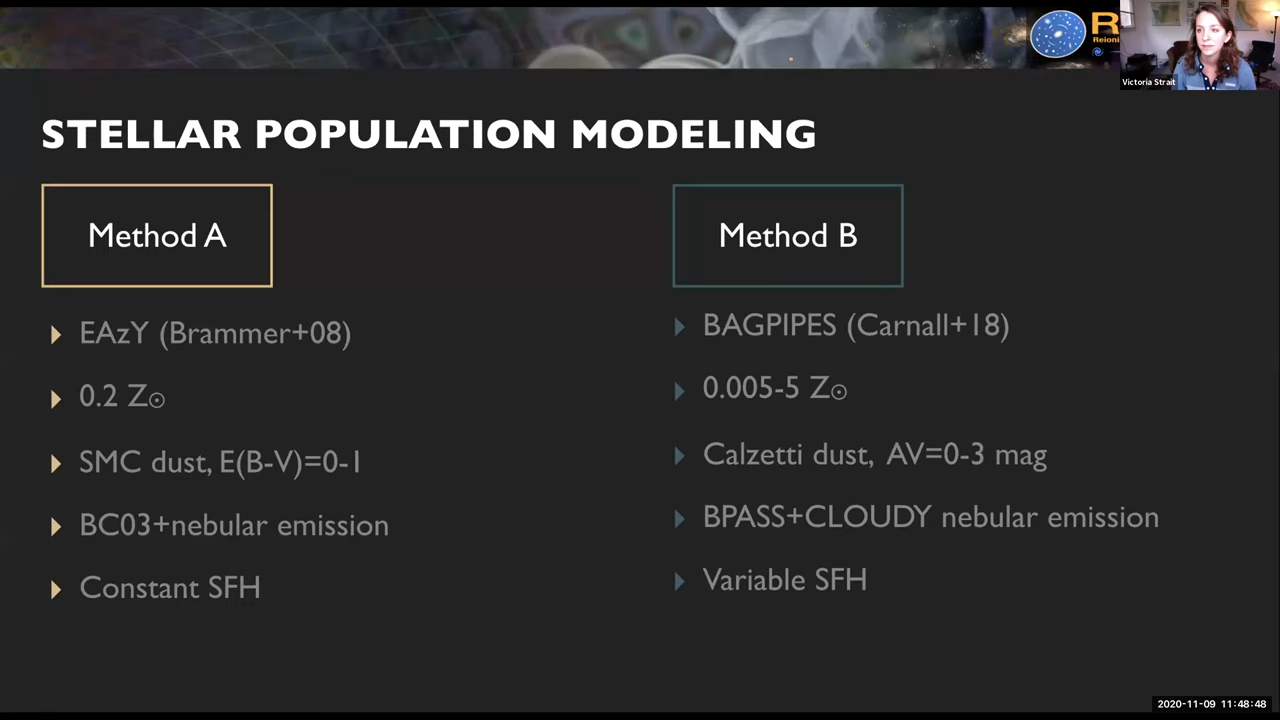 R
Reioni
Victoria Strait
STELLAR POPULATION MODELING
Method A
EAzY (Brammer+08)
0.2 Z⊙
SMC dust, E(B-V)=0-1
BC03+nebular emission
Constant SFH
Method B
BAGPIPES (Carnall+18)
0.005-5 Z⊙
Calzetti dust, AV=0-3 mag
BPASS+CLOUDY nebular emission
Variable SFH
2020-11-09 11:48:48